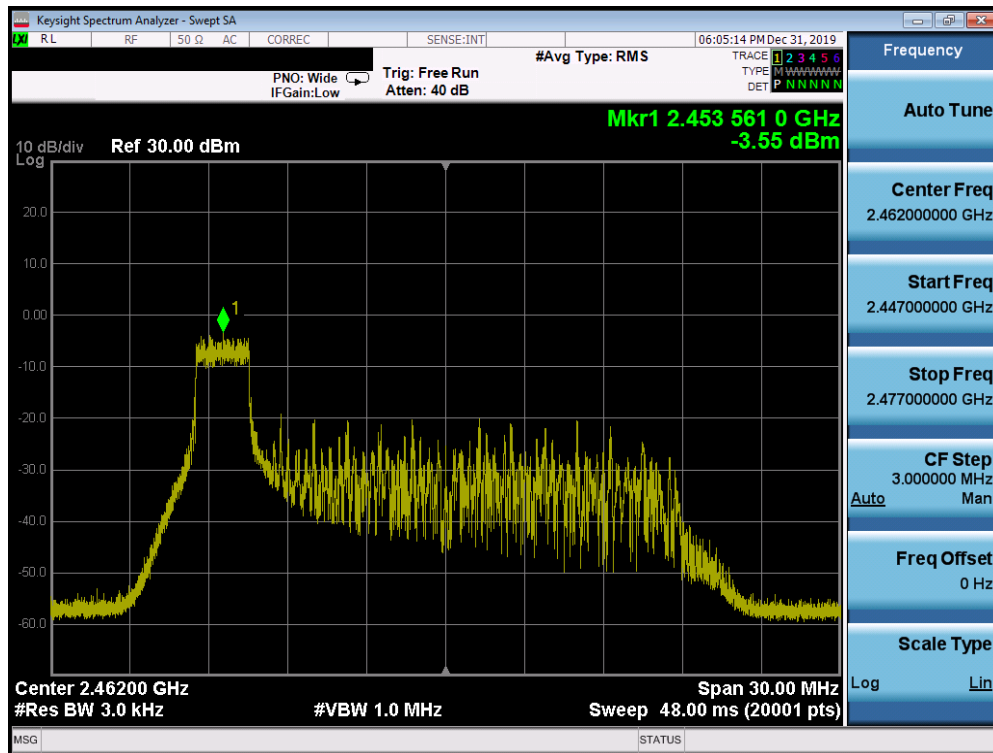 Keysight Spectrum Analyzer - Swept SA
LXI RL RF 50 Ω AC CORREC SENSE:INT 06:05:14 PM Dec 31, 2019
#Avg Type: RMS
TRACE 1 2 3 4 5 6
PNO: Wide Trig: Free Run
TYPE M W W W W W
IFGain:Low Atten: 40 dB
DET P N N N N N
Mkr1 2.453 561 0 GHz
-3.55 dBm
10 dB/div Ref 30.00 dBm
Log
20.0
10.0
0.00
-10.0
-20.0
-30.0
-40.0
-50.0
-60.0
1
Center 2.46200 GHz Span 30.00 MHz
#Res BW 3.0 kHz #VBW 1.0 MHz Sweep 48.00 ms (20001 pts)
MSG STATUS
Frequency
Auto Tune
Center Freq
2.462000000 GHz
Start Freq
2.447000000 GHz
Stop Freq
2.477000000 GHz
CF Step
3.000000 MHz
Auto Man
Freq Offset
0 Hz
Scale Type
Log Lin